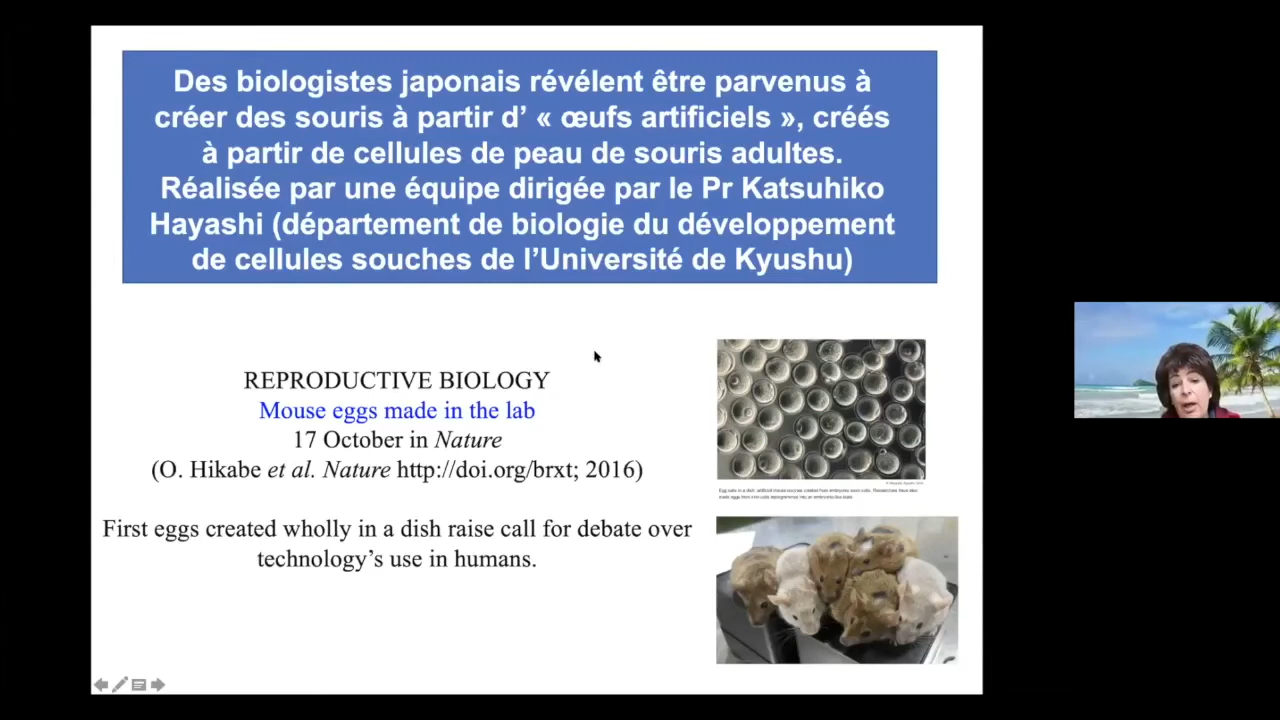 Des biologistes japonais révélent être parvenus à
créer des souris à partir d’ « œufs artificiels », créés
à partir de cellules de peau de souris adultes.
Réalisée par une équipe dirigée par le Pr Katsuhiko
Hayashi (département de biologie du développement
de cellules souches de l’Université de Kyushu)
REPRODUCTIVE BIOLOGY
Mouse eggs made in the lab
17 October in Nature
(O. Hikabe et al. Nature http://doi.org/brxt; 2016)
First eggs created wholly in a dish raise call for debate over
technology’s use in humans.